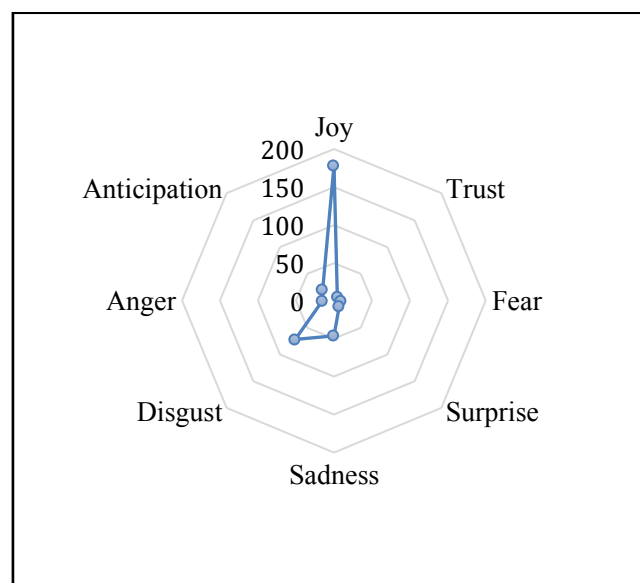 Joy
200
Anticipation
Trust
150
100
50
Anger
0
Fear
Disgust
Surprise
Sadness